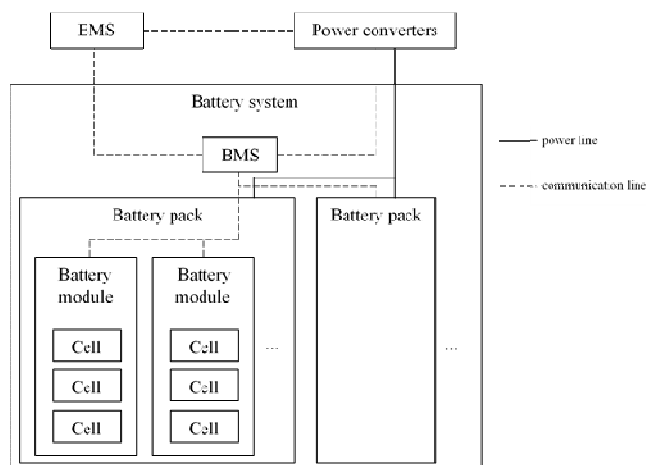 EMS
Power converters
Battery system
BMS
power line
communication line
Battery pack
Battery pack
Battery
module
Battery
module
Cell
Cell
...
...
Cell
Cell
Cell
Cell